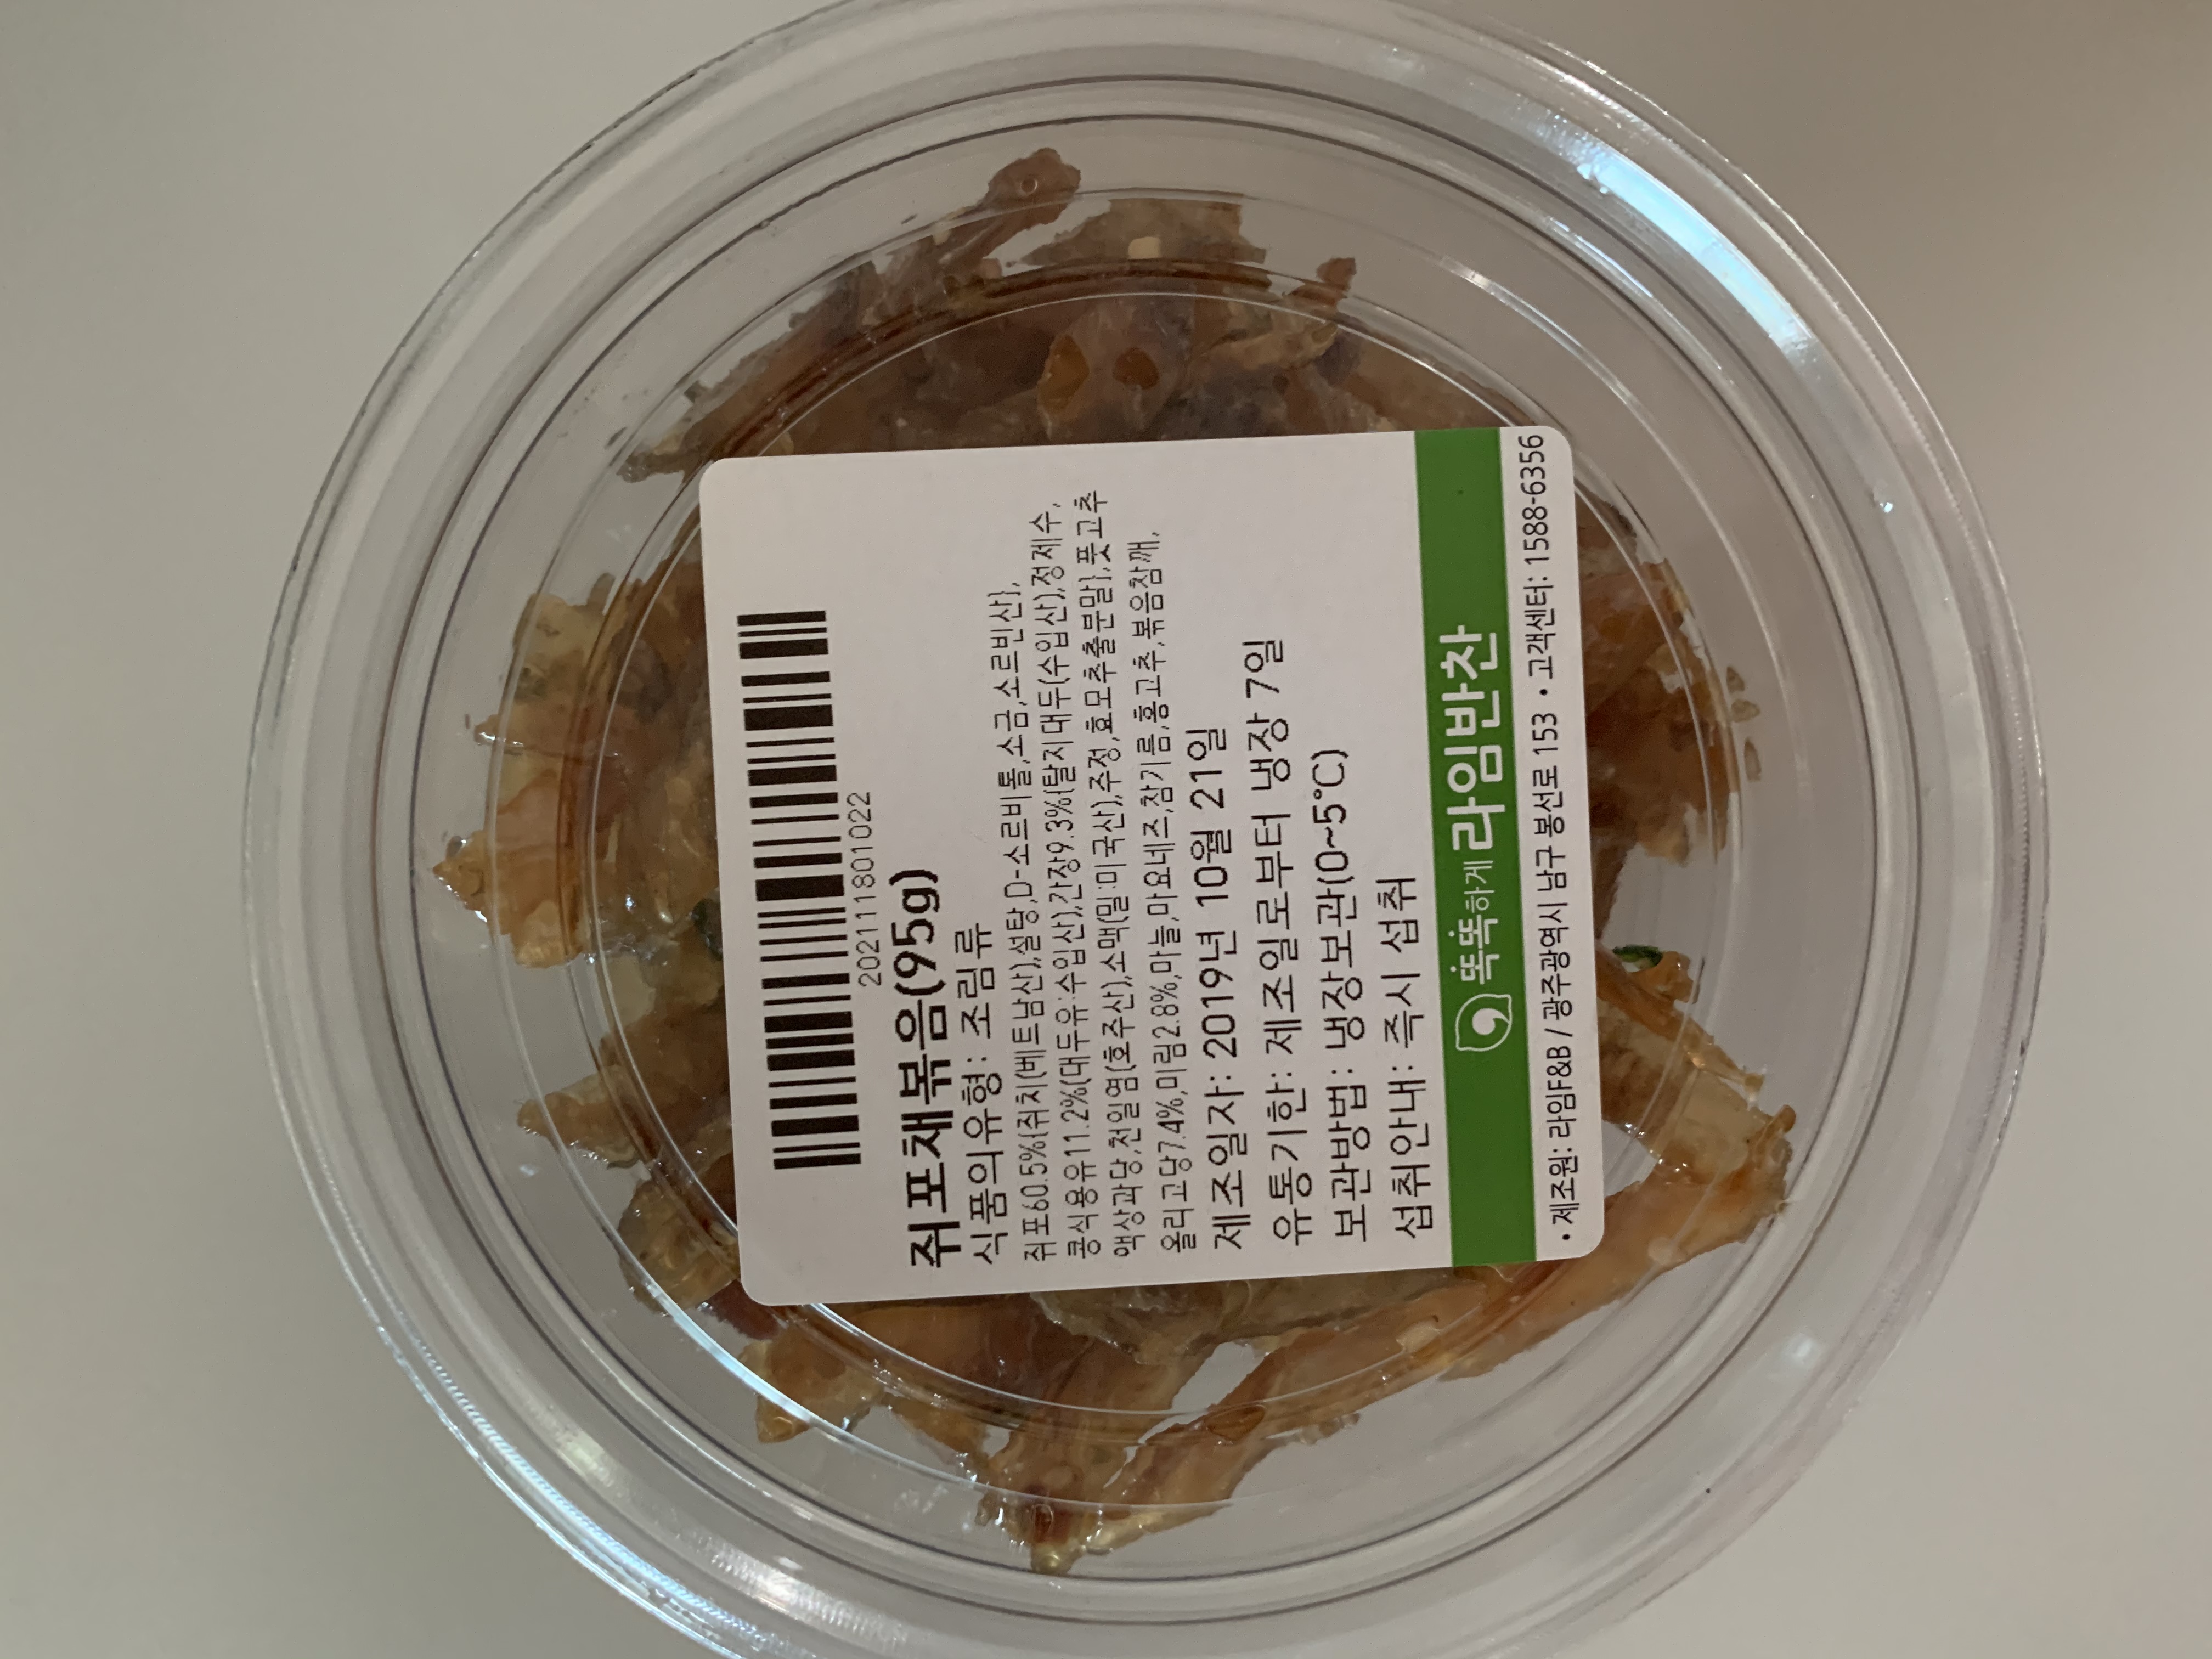 2021118010­22
쥐포채볶음(95g)
식품의유형: 조림류
쥐포60.5%{쥐치(베트남산),설탕,D-소르비톨,소금,소르빈산},
콩식용유11.2%(대두유:수입산),간장9.3%{탈지대두(수입산),정제수,
액상과당,천일염(호주산),소맥(밀:미국산),주정,효모추출분말},풋고추
올리고당7.4%,미림2.8%,마늘,마요네즈,참기름,홍고추,볶음참깨,
제조일자: 2019년 10월 21일
유통기한: 제조일로부터 냉장 7일
보관방법: 냉장보관(0~5℃)
섭취안내: 즉시 섭취
똑똑하게 라임반찬
• 제조원: 라임F&B / 광주광역시 남구 봉선로 153 • 고객센터: 1588-6356